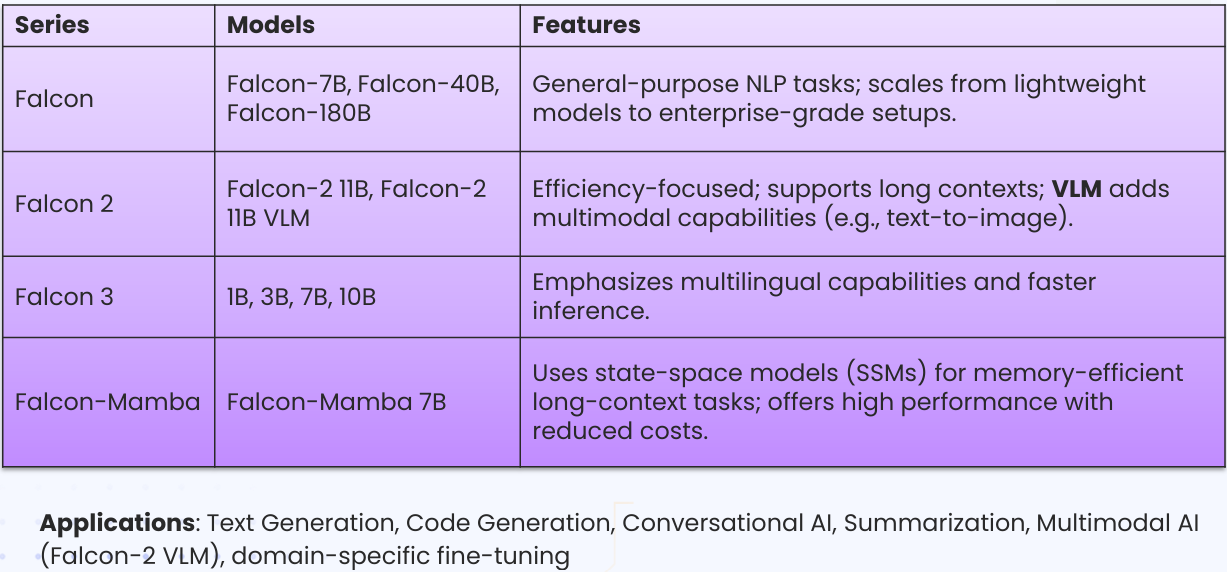 Series Models Features
Falcon
Falcon-7B, Falcon-40B,
Falcon-180B
General-purpose NLP tasks; scales from lightweight
models to enterprise-grade setups.
Falcon 2
Falcon-2 11B, Falcon-2
11B VLM
Efficiency-focused; supports long contexts; VLM adds
multimodal capabilities (e.g., text-to-image).
Falcon 3
1B, 3B, 7B, 10B
Emphasizes multilingual capabilities and faster
inference.
Falcon-Mamba
Falcon-Mamba 7B
Uses state-space models (SSMs) for memory-efficient
long-context tasks; offers high performance with
reduced costs.
Applications: Text Generation, Code Generation, Conversational AI, Summarization, Multimodal AI
(Falcon-2 VLM), domain-specific fine-tuning